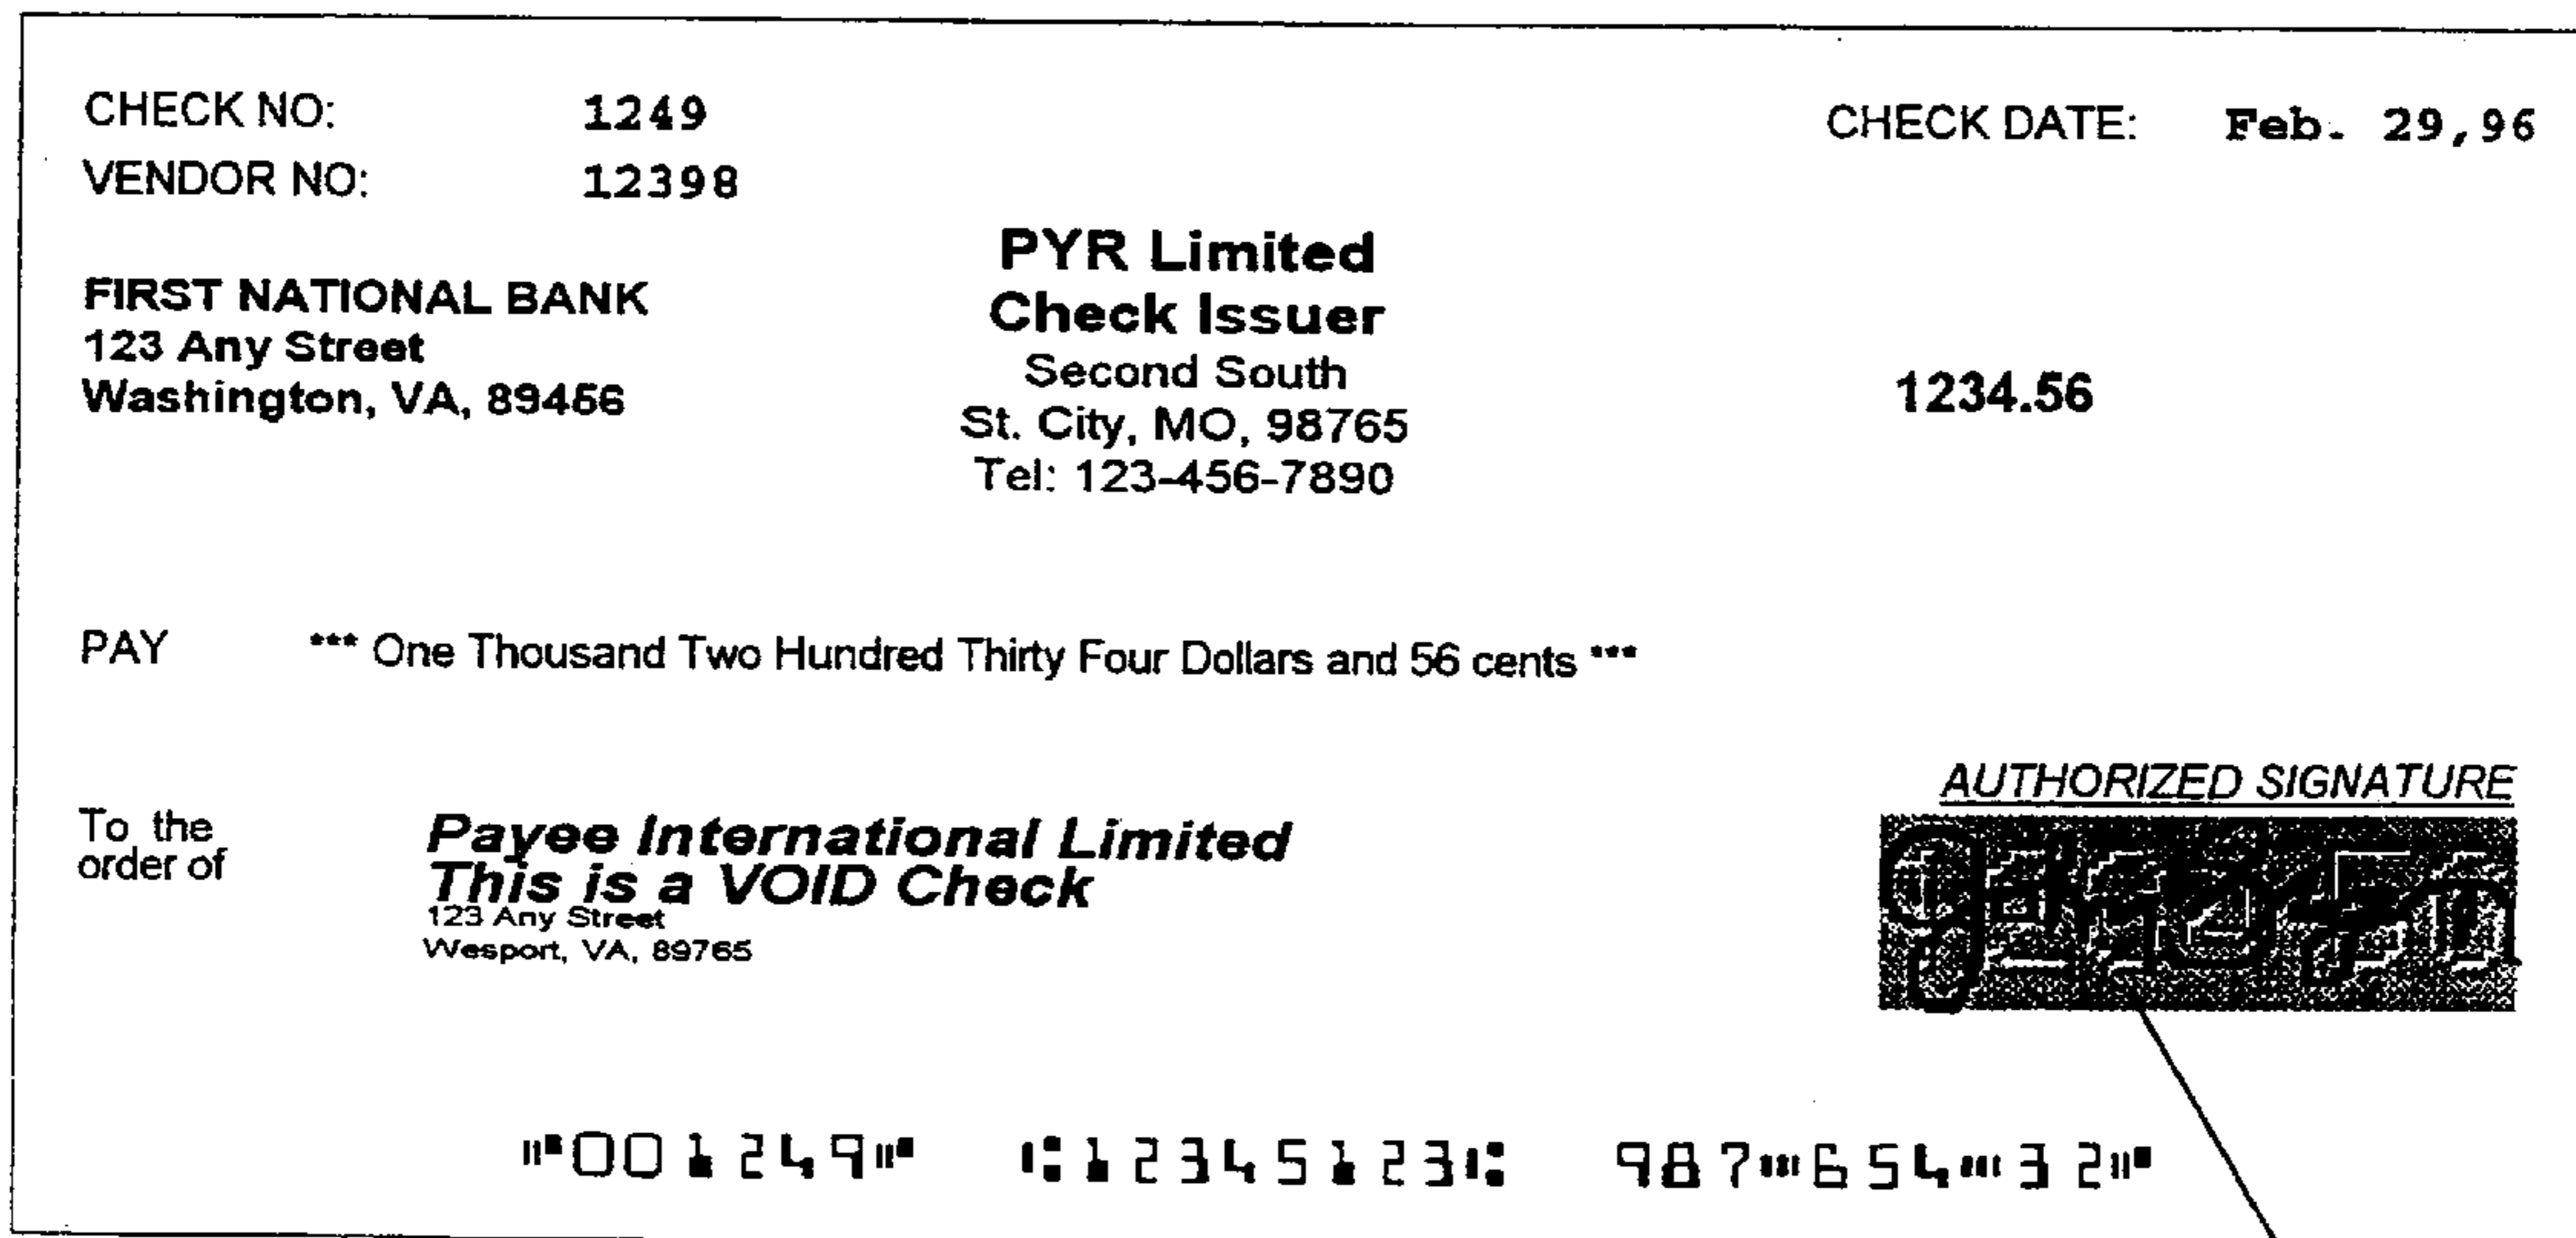 CHECK NO: 1249
CHECK DATE: Feb. 29,96
VENDOR NO: 12398
PYR Limited
Check Issuer
Second South
St. City, MO, 98765
Tel: 123-456-7890
FIRST NATIONAL BANK
123 Any Street
Washington, VA, 89456
1234.56
PAY *** One Thousand Two Hundred Thirty Four Dollars and 56 cents ***
AUTHORIZED SIGNATURE
To the
order of
Payee International Limited
This is a VOID Check
123 Any Street
Wesport, VA, 89765
⑈001249⑈ ⑆12345123⑆ 987⑉654⑉32⑈